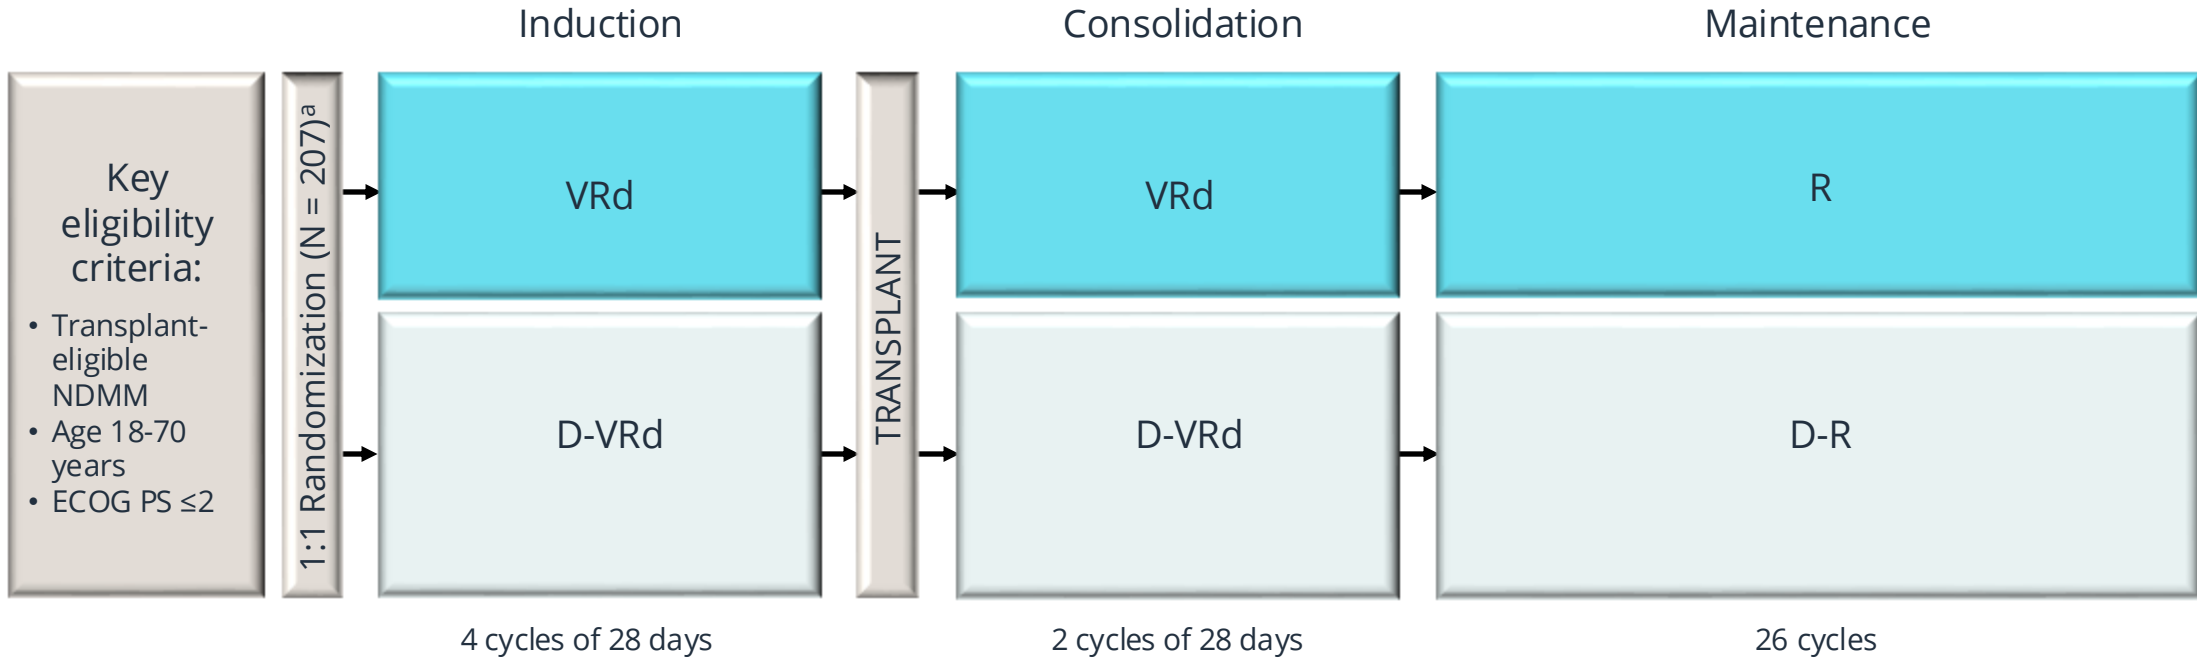 Induction
Consolidation
Maintenance
Key
eligibility
criteria:
• Transplant-
eligible
NDMM
• Age 18-70
years
• ECOG PS ≤2
1:1 Randomization (N = 207)ᵃ
VRd
D-VRd
TRANSPLANT
VRd
D-VRd
R
D-R
4 cycles of 28 days
2 cycles of 28 days
26 cycles